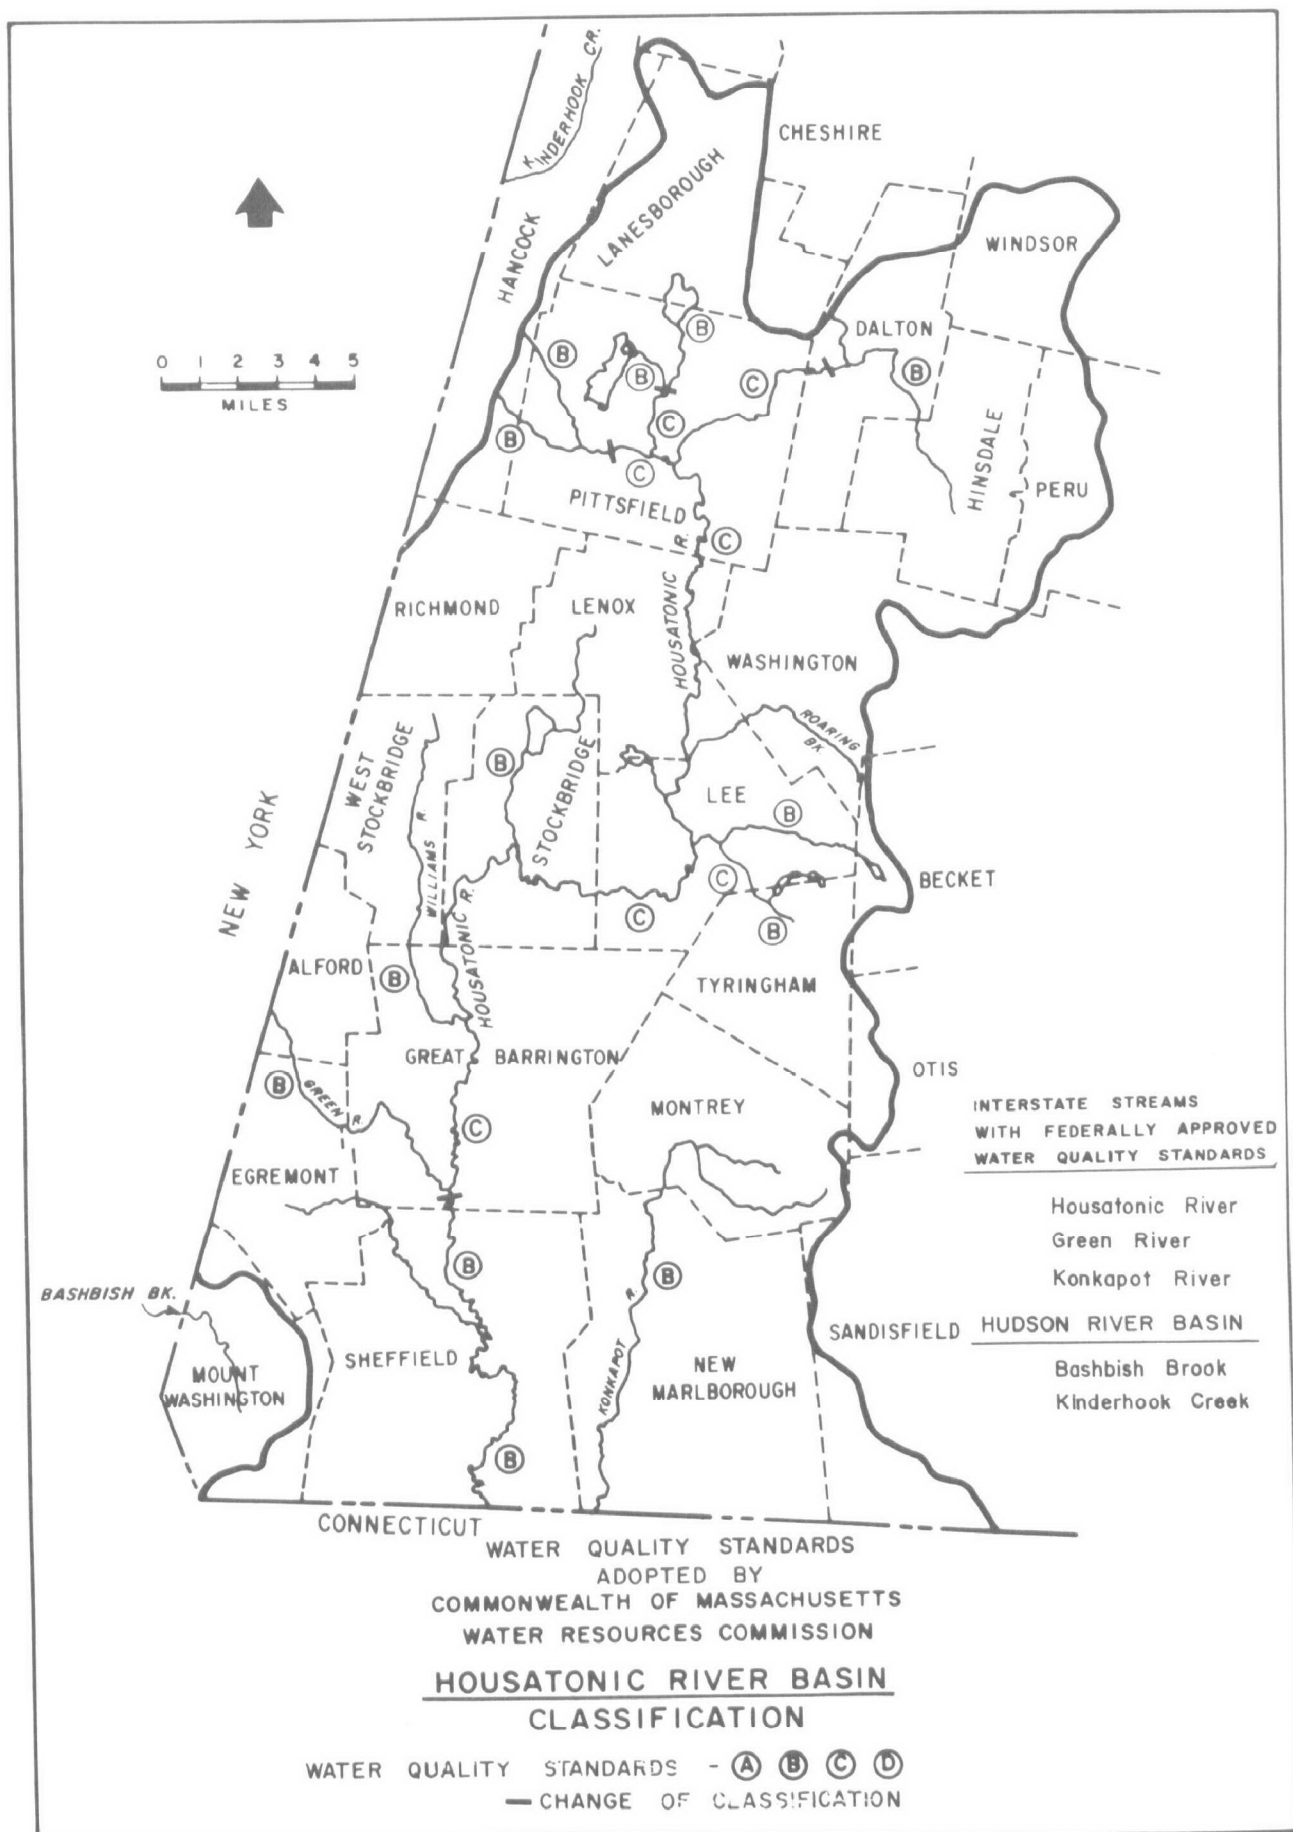 KINDERHOOK CR.
CHESHIRE
LANESBOROUGH
HANCOCK
WINDSOR
0 1 2 3 4 5
MILES
DALTON
B
B
B
B
C
C
B
B
C
HINSDALE
PERU
PITTSFIELD
C
HOUSATONIC R.
RICHMOND
LENOX
WASHINGTON
ROARING
BK
WEST
STOCKBRIDGE
B
STOCKBRIDGE
LEE
B
WILLIAMS R.
NEW YORK
C
BECKET
C
B
HOUSATONIC R.
ALFORD
B
TYRINGHAM
GREAT BARRINGTON
OTIS
B
GREEN R.
MONTREY
C
INTERSTATE STREAMS
WITH FEDERALLY APPROVED
WATER QUALITY STANDARDS
EGREMONT
Housatonic River
Green River
Konkapot River
B
B
BASHBISH BK.
KONKAPOT R.
SANDISFIELD
HUDSON RIVER BASIN
SHEFFIELD
MOUNT
WASHINGTON
NEW
MARLBOROUGH
Bashbish Brook
Kinderhook Creek
B
CONNECTICUT
WATER QUALITY STANDARDS
ADOPTED BY
COMMONWEALTH OF MASSACHUSETTS
WATER RESOURCES COMMISSION
HOUSATONIC RIVER BASIN
CLASSIFICATION
WATER QUALITY STANDARDS - A B C D
— CHANGE OF CLASSIFICATION